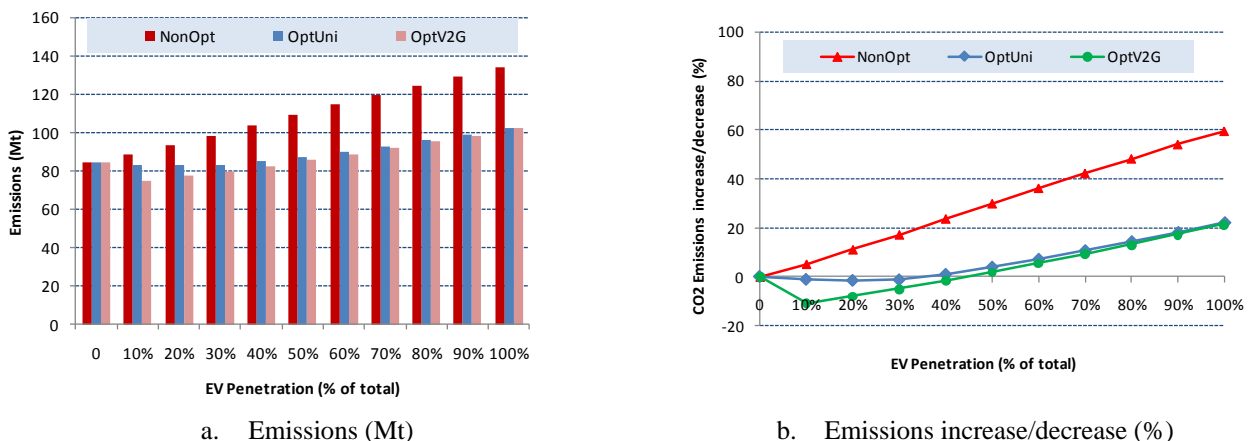 160
140
120
100
80
60
40
20
0
Emissions (Mt)
NonOpt OptUni OptV2G
0 10% 20% 30% 40% 50% 60% 70% 80% 90% 100%
EV Penetration (% of total)
a. Emissions (Mt)
100
80
60
40
20
0
-20
CO2 Emissions increase/decrease (%)
NonOpt OptUni OptV2G
0 10% 20% 30% 40% 50% 60% 70% 80% 90% 100%
EV Penetration (% of total)
b. Emissions increase/decrease (%)